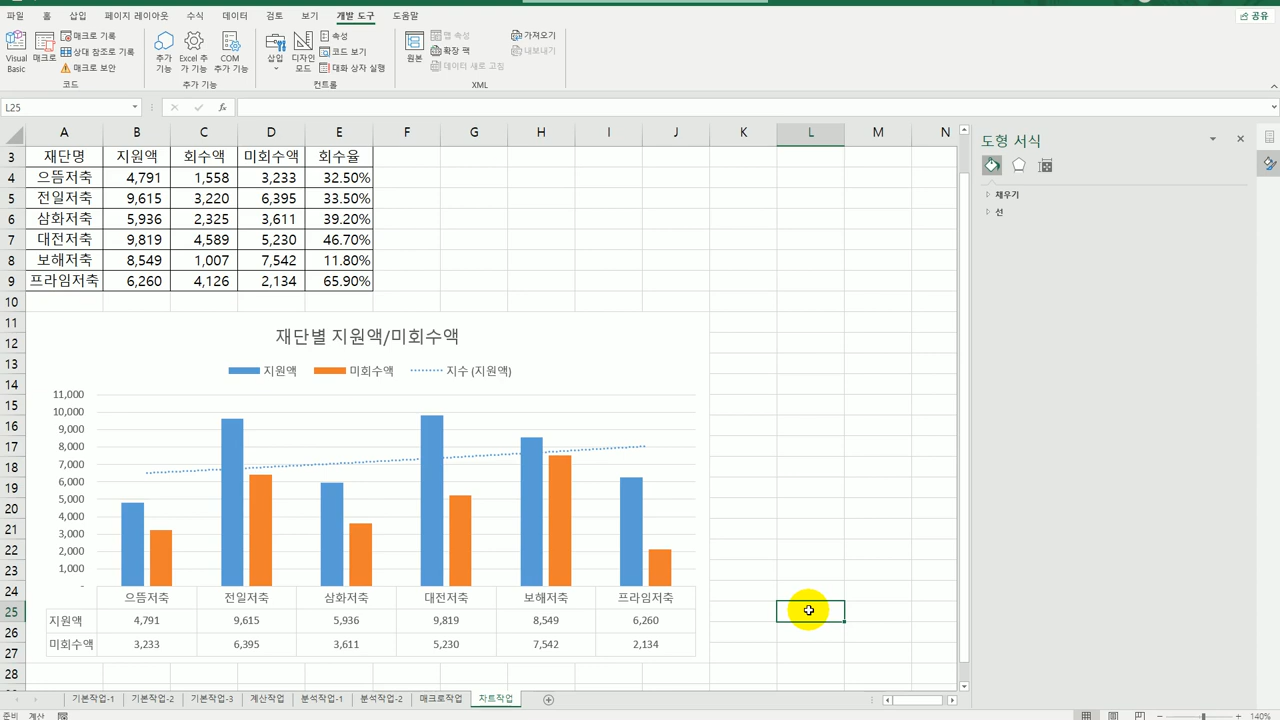 파일 홈 삽입 페이지 레이아웃 수식 데이터 검토 보기 개발 도구 도움말 공유
Visual Basic
매크로
매크로 기록
상대 참조로 기록
매크로 보안
코드
추가 기능
Excel 추가 기능
COM 추가 기능
추가 기능
삽입
디자인 모드
속성
코드 보기
대화 상자 실행
컨트롤
원본
맵 속성
확장 팩
데이터 새로 고침
가져오기
내보내기
XML
L25
fx
A B C D E F G H I J K L M N
3 재단명 지원액 회수액 미회수액 회수율
4 으뜸저축 4,791 1,558 3,233 32.50%
5 전일저축 9,615 3,220 6,395 33.50%
6 삼화저축 5,936 2,325 3,611 39.20%
7 대전저축 9,819 4,589 5,230 46.70%
8 보해저축 8,549 1,007 7,542 11.80%
9 프라임저축 6,260 4,126 2,134 65.90%
10
11
12
13
14
15
16
17
18
19
20
21
22
23
24
25
26
27
28
재단별 지원액/미회수액
지원액 미회수액 지수 (지원액)
11,000
10,000
9,000
8,000
7,000
6,000
5,000
4,000
3,000
2,000
1,000
-
으뜸저축 전일저축 삼화저축 대전저축 보해저축 프라임저축
지원액 4,791 9,615 5,936 9,819 8,549 6,260
미회수액 3,233 6,395 3,611 5,230 7,542 2,134
도형 서식
채우기
선
기본작업-1 기본작업-2 기본작업-3 계산작업 분석작업-1 분석작업-2 매크로작업 차트작업
준비 계산 140%